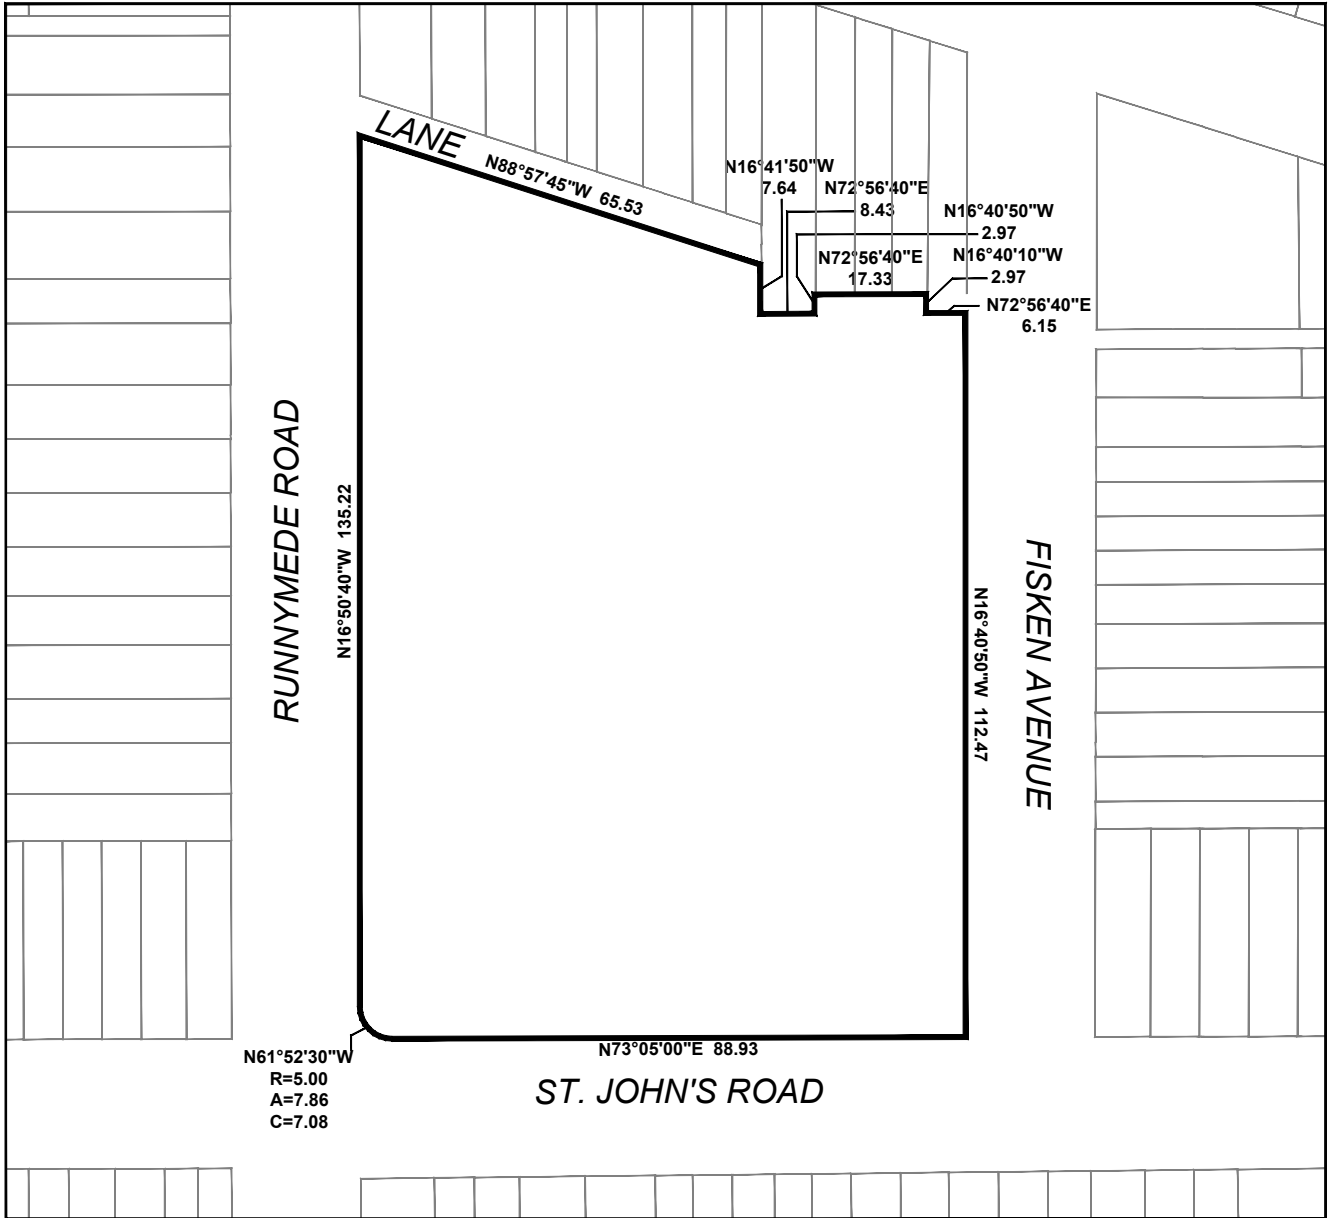 LANE
N88°57'45"W 65.53
N16°41'50"W
7.64
N72°56'40"E
8.43
N16°40'50"W
2.97
N72°56'40"E
17.33
N16°40'10"W
2.97
N72°56'40"E
6.15
RUNNYMEDE ROAD
N16°50'40"W 135.22
N16°40'50"W 112.47
FISKEN AVENUE
N61°52'30"W
R=5.00
A=7.86
C=7.08
N73°05'00"E 88.93
ST. JOHN'S ROAD